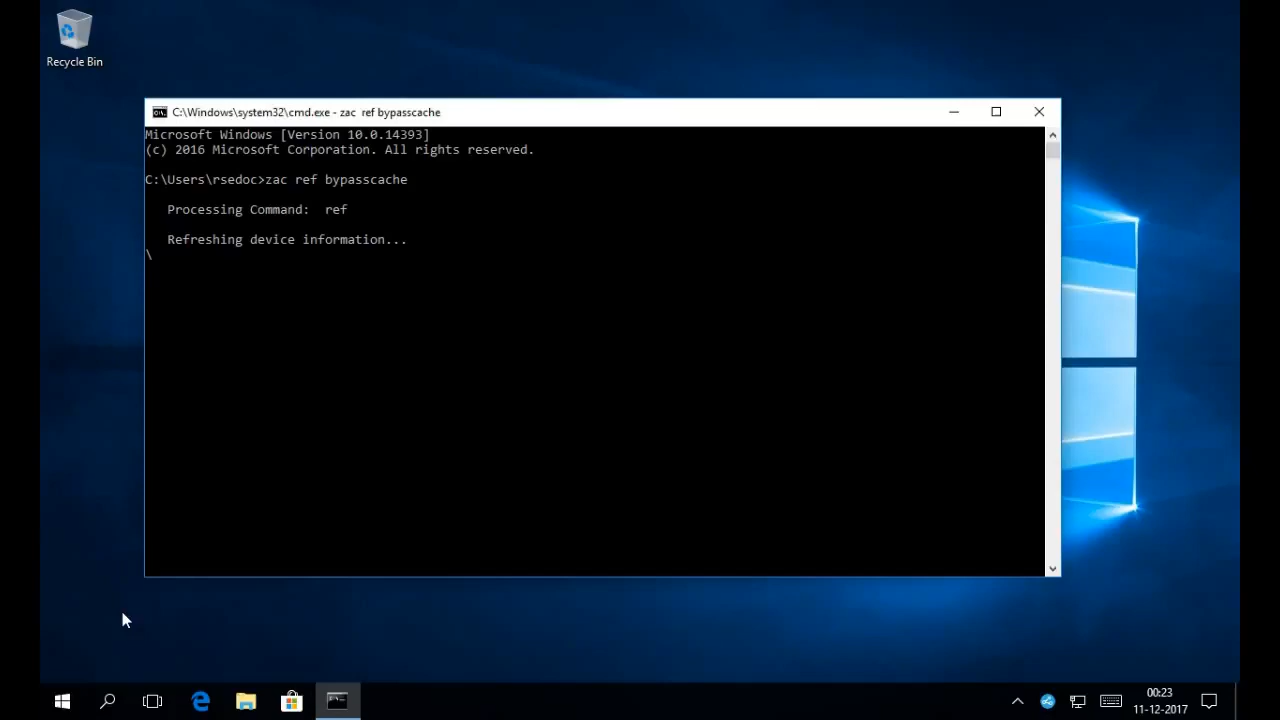 Recycle Bin
C:\Windows\system32\cmd.exe - zac  ref bypasscache
Microsoft Windows [Version 10.0.14393]
(c) 2016 Microsoft Corporation. All rights reserved.
C:\Users\rsedoc>zac ref bypasscache
Processing Command:  ref
Refreshing device information...
\
00:23
11-12-2017